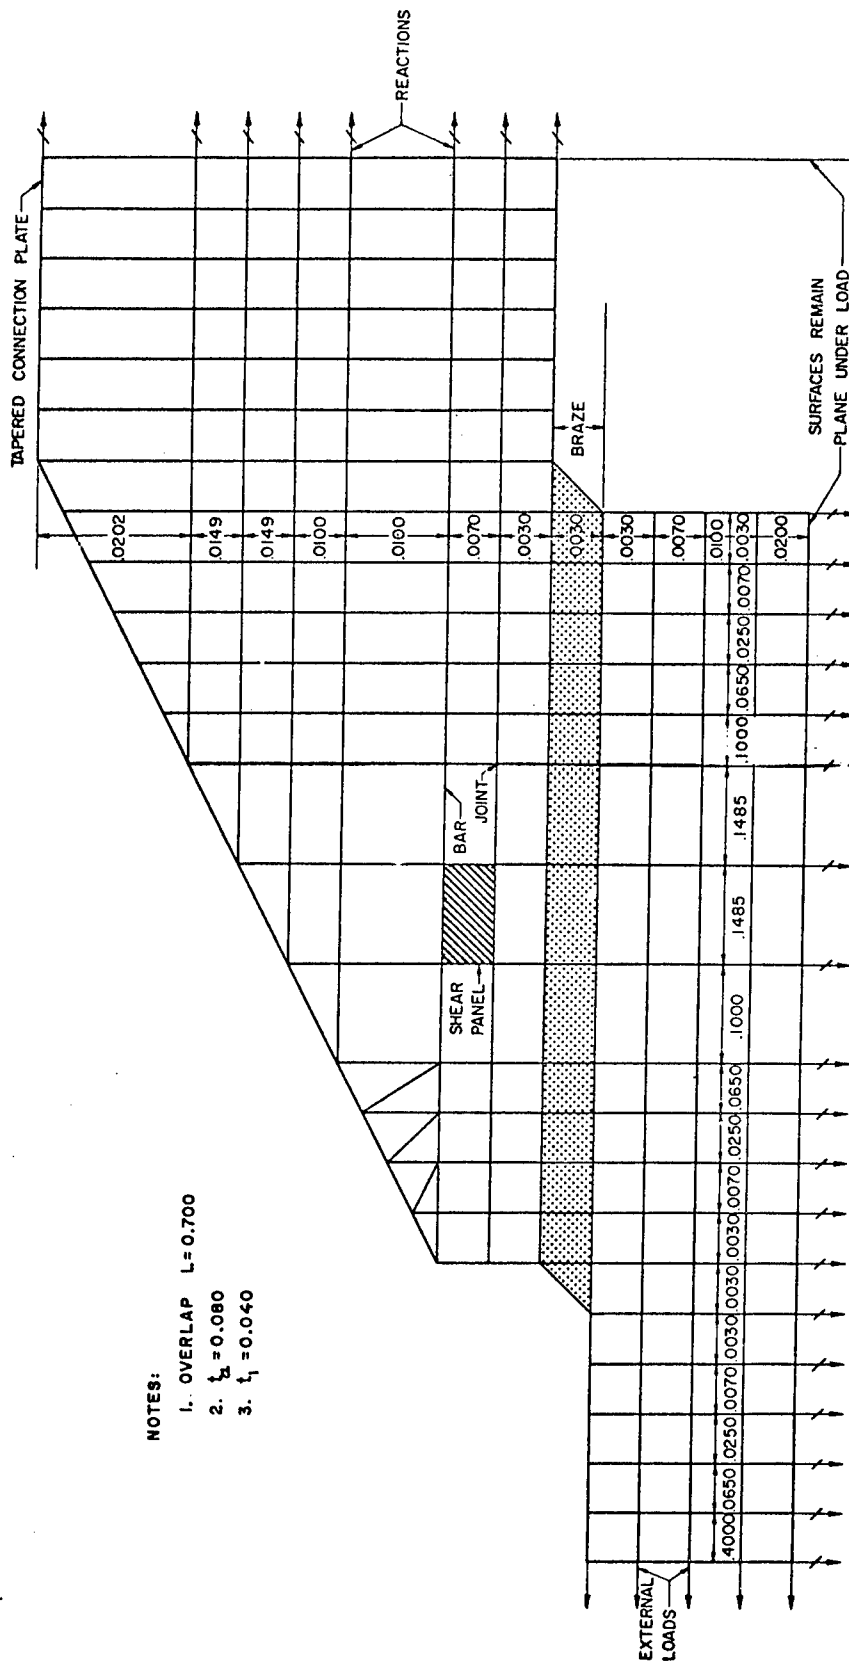 TAPERED CONNECTION PLATE
REACTIONS
.0202
.0149
.0149
.0100
.0100
.0070
.0030
.0030
.0030
.0070
.0100
.0030
.0200
BRAZE
SURFACES REMAIN
PLANE UNDER LOAD
BAR
JOINT
SHEAR
PANEL
.4000 .0650 .0250 .0070 .0030 .0030 .0030 .0070 .0250 .0650 .1000 .1485 .1485 .1000 .0650 .0250 .0070
EXTERNAL
LOADS
NOTES:
1. OVERLAP L = 0.700
2. t₂ = 0.080
3. t₁ = 0.040